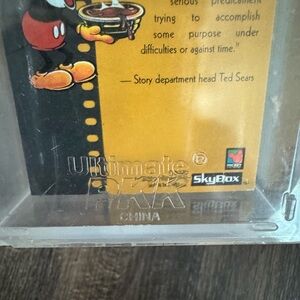 serious predicament
trying to accomplish
some purpose under
difficulties or against time."
— Story department head Ted Sears
Ultimate ®
CHINA
SkyBox